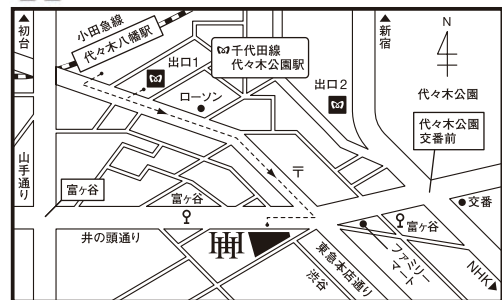 ▲初台
小田急線
代々木八幡駅
出口1
千代田線
代々木公園駅
▲新宿
N
出口2
ローソン
代々木公園
代々木公園
交番前
山手通り
〒
富ヶ谷
富ヶ谷
交番
富ヶ谷
井の頭通り
ファミリーマート
東急本店通り
渋谷
NHK